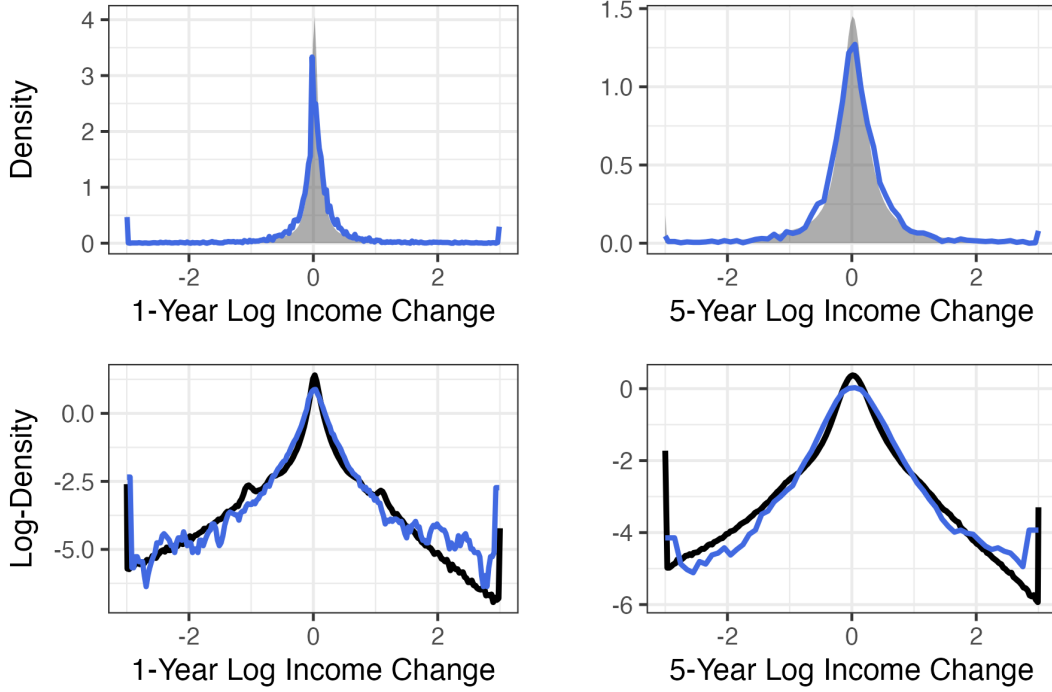 Density
4
3
2
1
0
-2 0 2
1-Year Log Income Change
1.5
1.0
0.5
0.0
-2 0 2
5-Year Log Income Change
Log-Density
0.0
-2.5
-5.0
-2 0 2
1-Year Log Income Change
0
-2
-4
-6
-2 0 2
5-Year Log Income Change